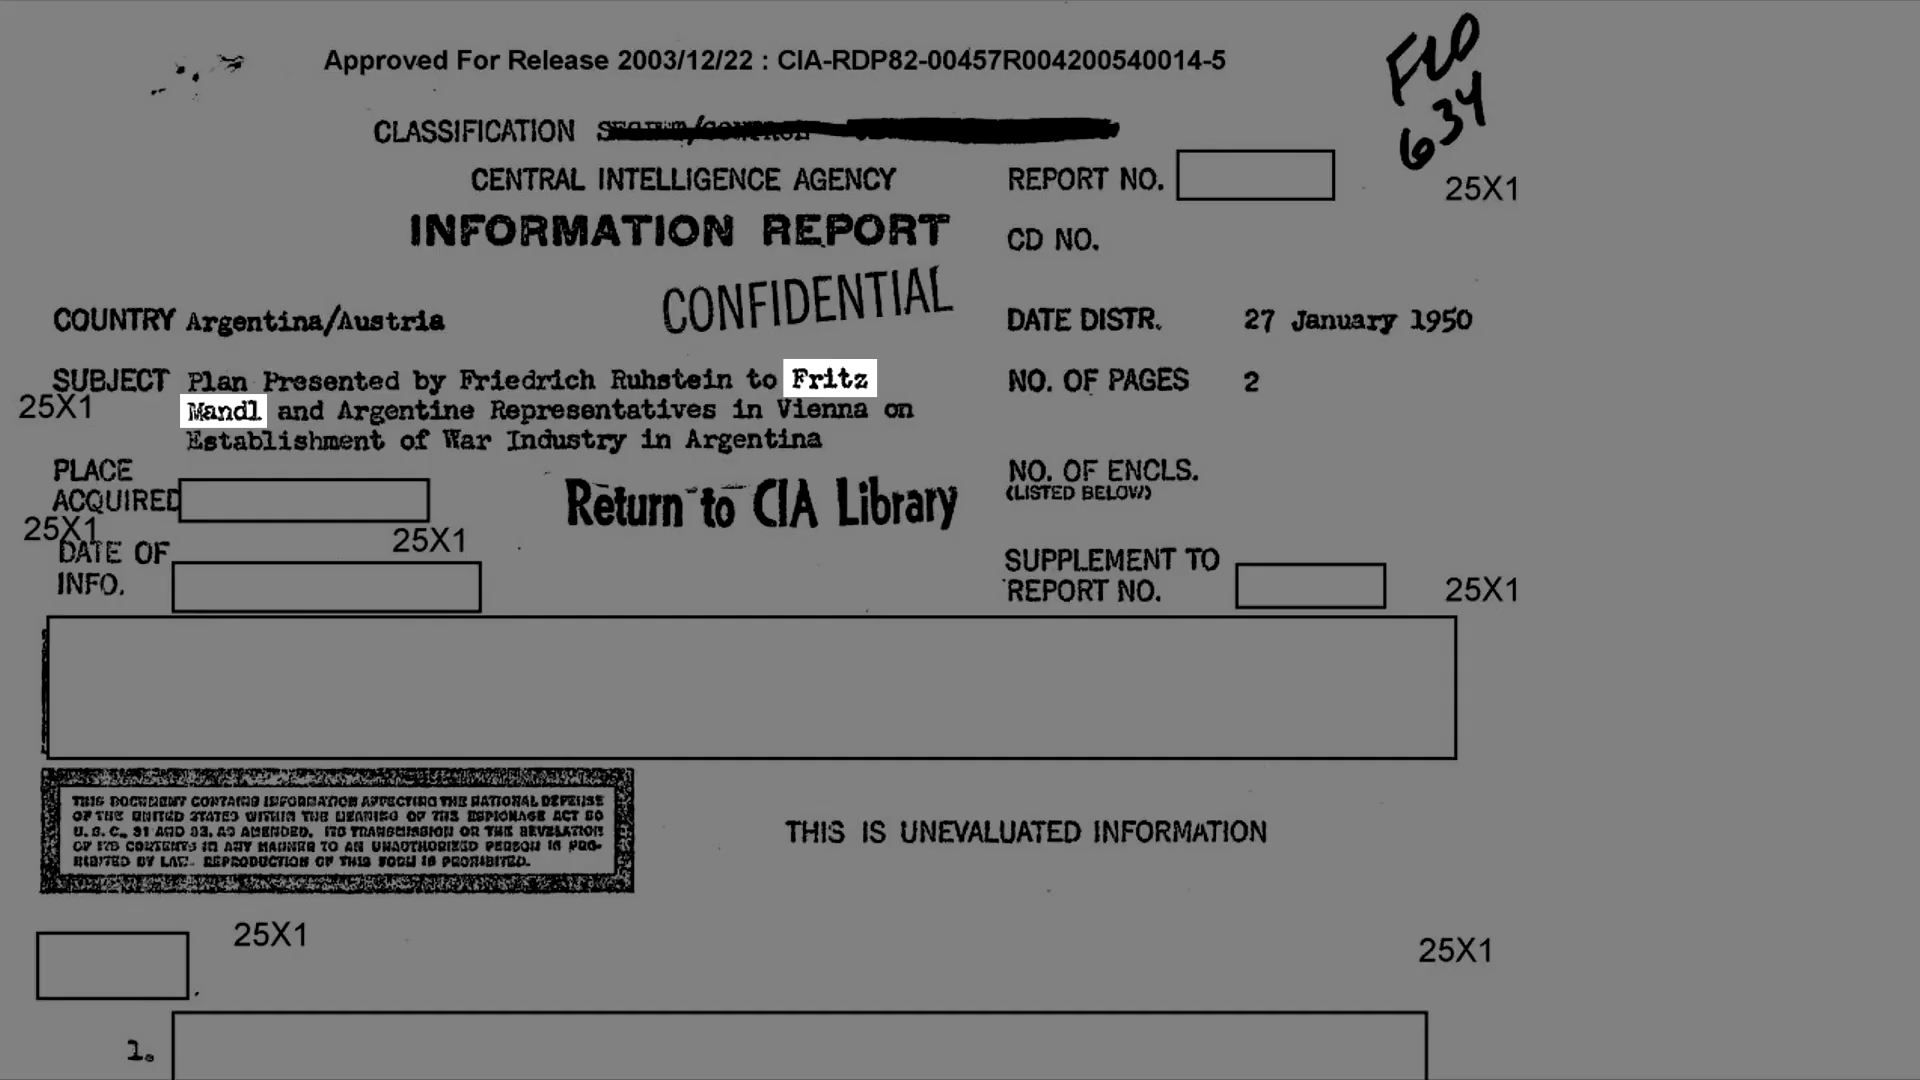 Approved For Release 2003/12/22 : CIA-RDP82-00457R004200540014-5
FLD
634
CLASSIFICATION
CENTRAL INTELLIGENCE AGENCY
REPORT NO.
25X1
INFORMATION REPORT
CD NO.
CONFIDENTIAL
COUNTRY Argentina/Austria
DATE DISTR. 27 January 1950
SUBJECT Plan Presented by Friedrich Ruhstein to Fritz
NO. OF PAGES 2
25X1
Mandl and Argentine Representatives in Vienna on
Establishment of War Industry in Argentina
PLACE
ACQUIRED
NO. OF ENCLS.
(LISTED BELOW)
Return to CIA Library
25X1
25X1
DATE OF
INFO.
SUPPLEMENT TO
REPORT NO.
25X1
THIS DOCUMENT CONTAINS INFORMATION AFFECTING THE NATIONAL DEFENSE
OF THE UNITED STATES WITHIN THE MEANING OF THE ESPIONAGE ACT 50
U. S. C., 31 AND 32, AS AMENDED. ITS TRANSMISSION OR THE REVELATION
OF ITS CONTENTS IN ANY MANNER TO AN UNAUTHORIZED PERSON IS PRO-
HIBITED BY LAW. REPRODUCTION OF THIS FORM IS PROHIBITED.
THIS IS UNEVALUATED INFORMATION
25X1
25X1
1.